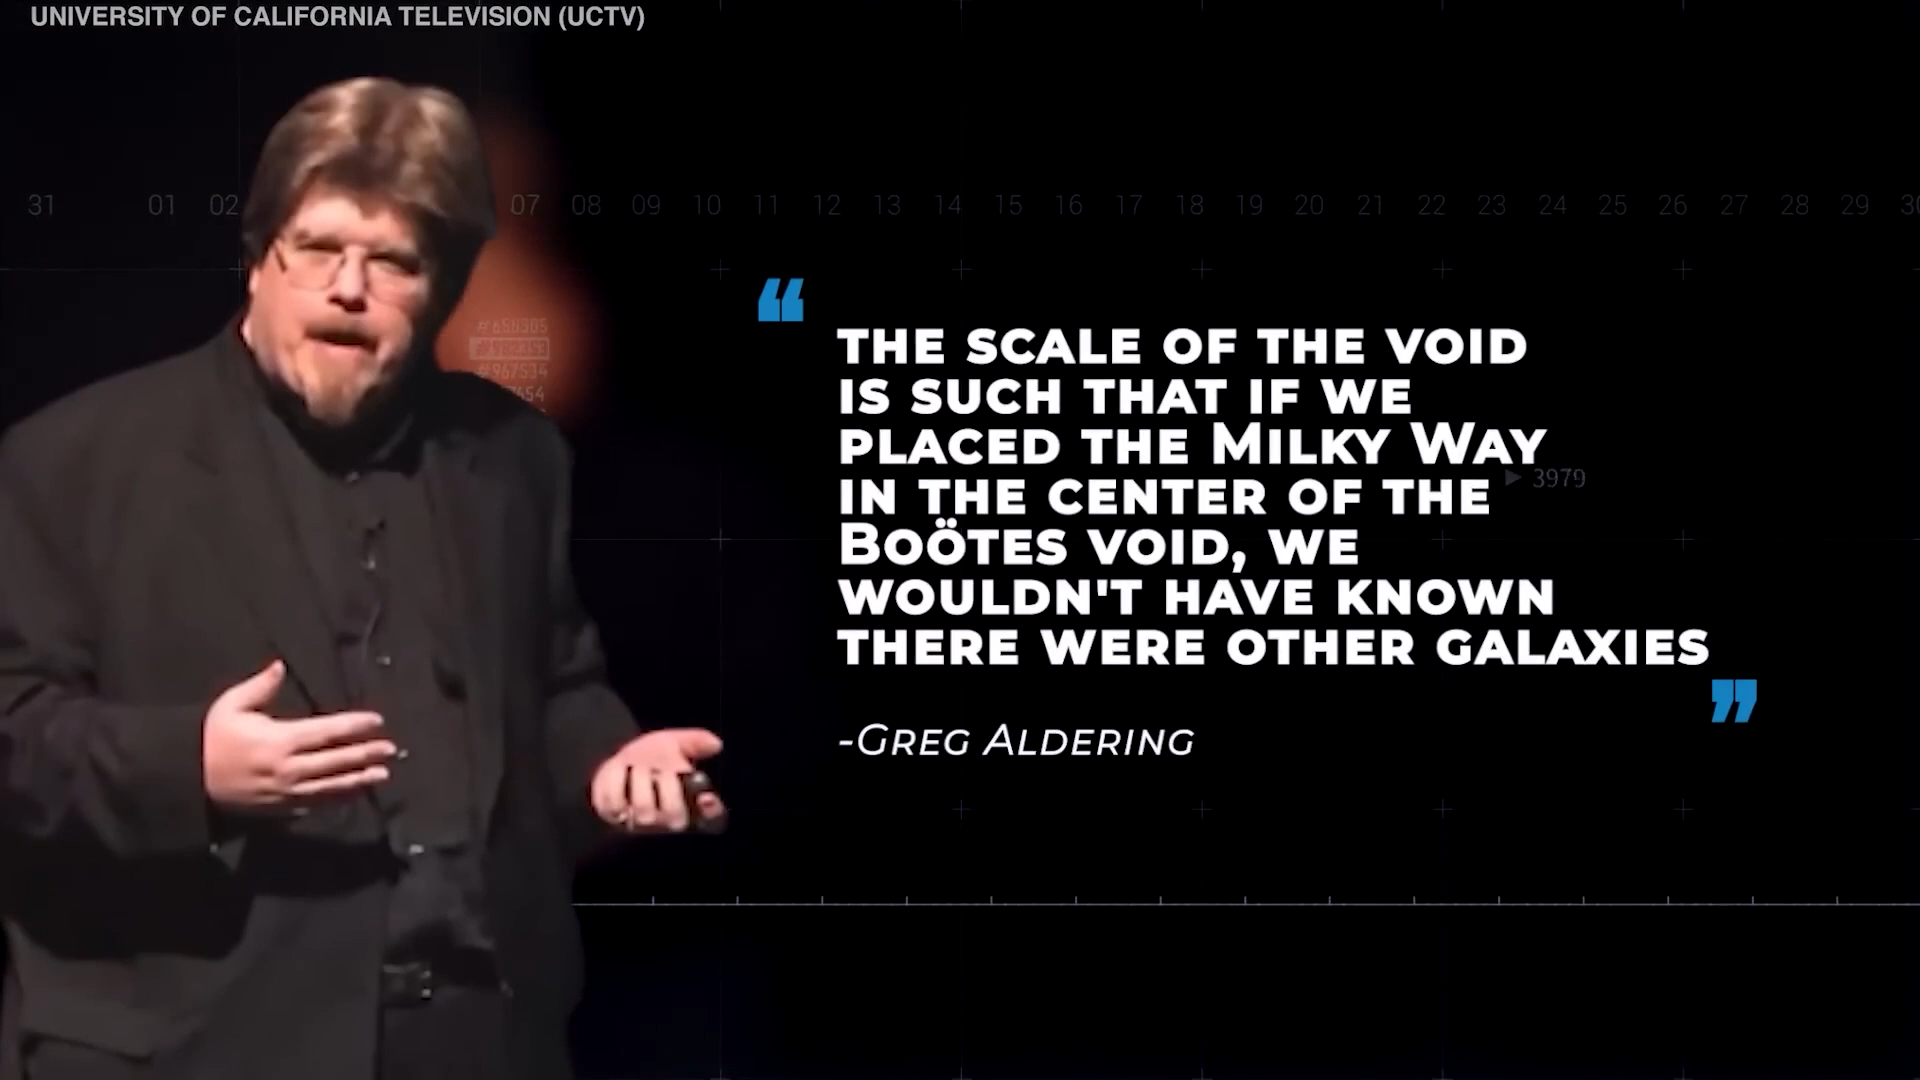 UNIVERSITY OF CALIFORNIA TELEVISION (UCTV)
31 01 02 07 08 09 10 11 12 13 14 15 16 17 18 19 20 21 22 23 24 25 26 27 28 29
#967534
“
THE SCALE OF THE VOID
IS SUCH THAT IF WE
PLACED THE MILKY WAY
3979
IN THE CENTER OF THE
BOÖTES VOID, WE
WOULDN'T HAVE KNOWN
THERE WERE OTHER GALAXIES
”
-GREG ALDERING